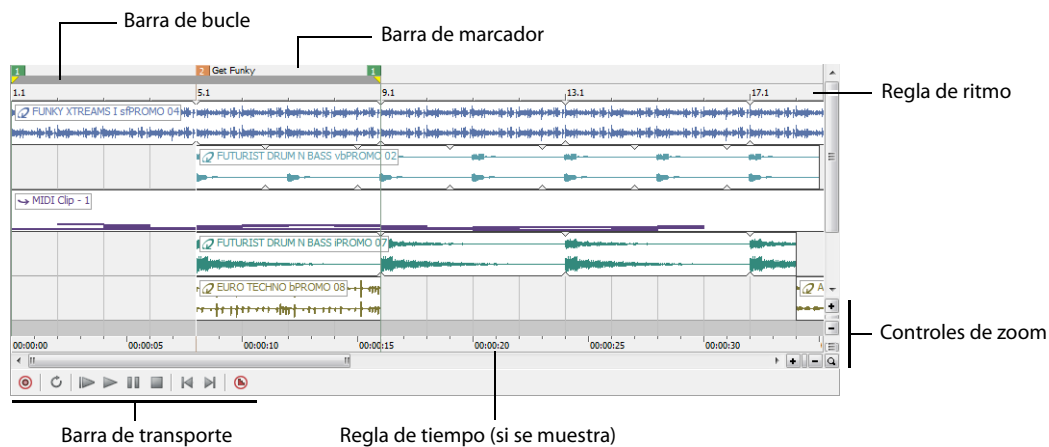 Barra de bucle
Barra de marcador
1
2 Get Funky
1
1.1 5.1 9.1 13.1 17.1
Regla de ritmo
FUNKY XTREAMS I sfPROMO 04
FUTURIST DRUM N BASS vbPROMO 02
MIDI Clip - 1
FUTURIST DRUM N BASS iPROMO 07
EURO TECHNO bPROMO 08
A
Controles de zoom
00:00:00 00:00:05 00:00:10 00:00:15 00:00:20 00:00:25 00:00:30
Barra de transporte
Regla de tiempo (si se muestra)